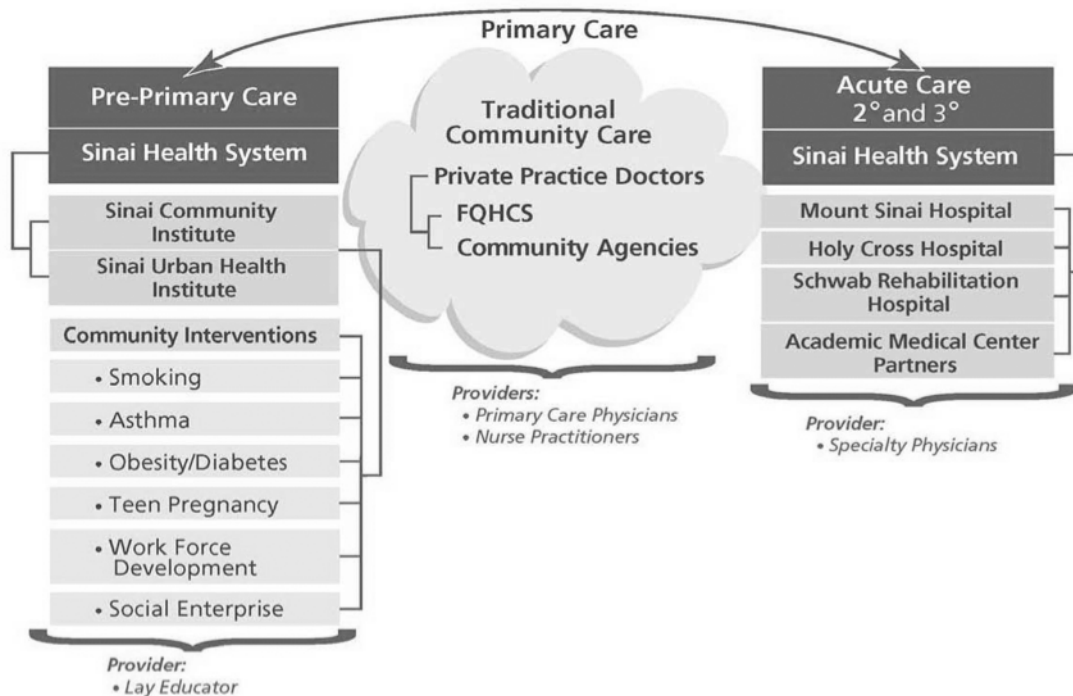 Primary Care
Pre-Primary Care
Sinai Health System
Sinai Community
Institute
Sinai Urban Health
Institute
Community Interventions
• Smoking
• Asthma
• Obesity/Diabetes
• Teen Pregnancy
• Work Force
Development
• Social Enterprise
Provider:
• Lay Educator
Traditional
Community Care
Private Practice Doctors
FQHCS
Community Agencies
Providers:
• Primary Care Physicians
• Nurse Practitioners
Acute Care
2° and 3°
Sinai Health System
Mount Sinai Hospital
Holy Cross Hospital
Schwab Rehabilitation
Hospital
Academic Medical Center
Partners
Provider:
• Specialty Physicians